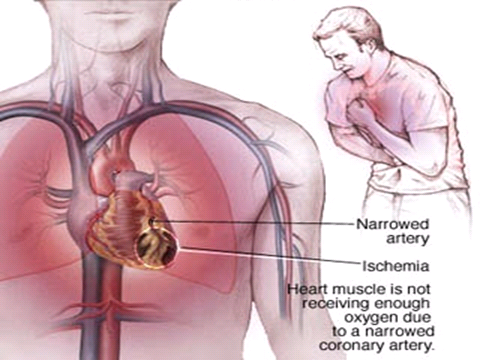 Narrowed
artery
Ischemia
Heart muscle is not
receiving enough
oxygen due
to a narrowed
coronary artery.